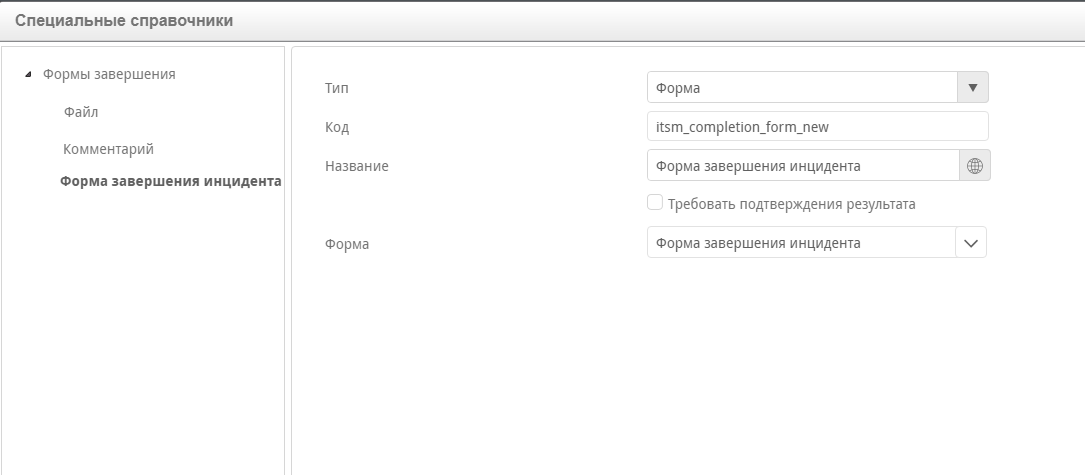 Специальные справочники
Формы завершения
Файл
Комментарий
Форма завершения инцидента
Тип
Форма
Код
itsm_completion_form_new
Название
Форма завершения инцидента
Требовать подтверждения результата
Форма
Форма завершения инцидента